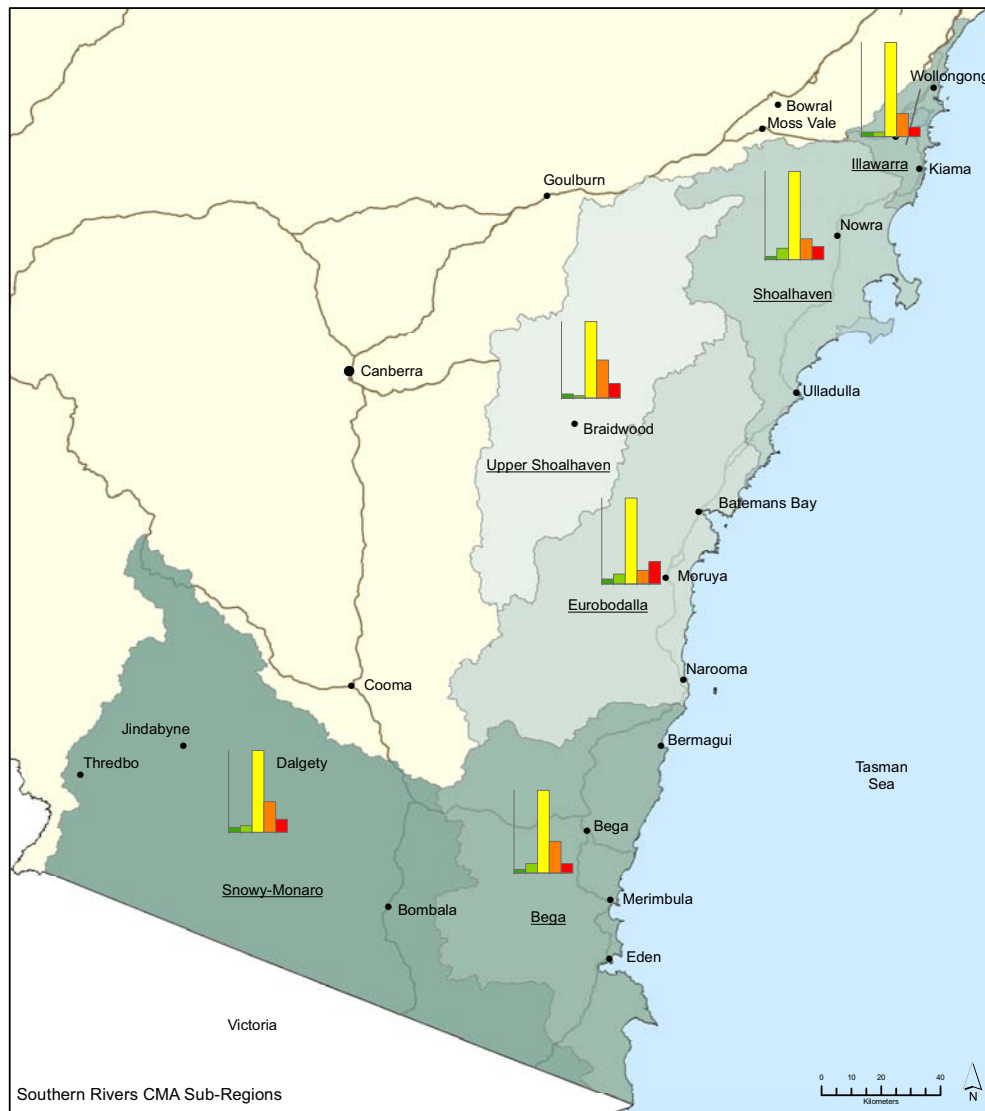 Wollongong
Bowral
Moss Vale
Illawarra
Kiama
Goulburn
Nowra
Shoalhaven
Canberra
Ulladulla
Braidwood
Upper Shoalhaven
Batemans Bay
Moruya
Eurobodalla
Narooma
Cooma
Jindabyne
Bermagui
Thredbo
Dalgety
Tasman
Sea
Bega
Snowy-Monaro
Merimbula
Bombala
Bega
Eden
Victoria
Southern Rivers CMA Sub-Regions
0 10 20 40
Kilometers
N